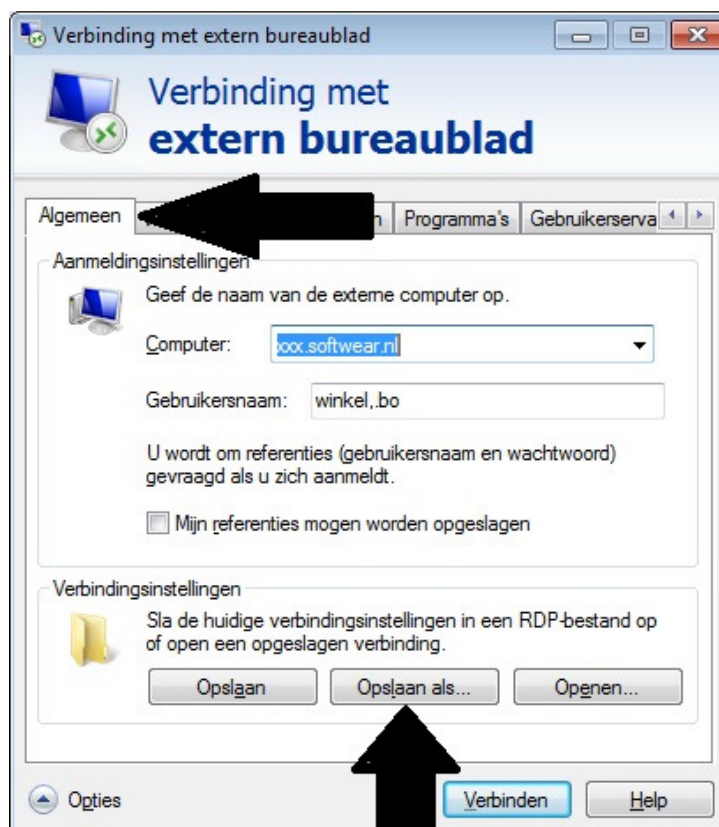 Verbinding met extern bureaublad
Verbinding met
extern bureaublad
Algemeen
Programma's
Gebruikerserva
Aanmeldingsinstellingen
Geef de naam van de externe computer op.
Computer: xxx.softwear.nl
Gebruikersnaam: winkel,.bo
U wordt om referenties (gebruikersnaam en wachtwoord)
gevraagd als u zich aanmeldt.
Mijn referenties mogen worden opgeslagen
Verbindingsinstellingen
Sla de huidige verbindingsinstellingen in een RDP-bestand op
of open een opgeslagen verbinding.
Opslaan Opslaan als... Openen...
Opties Verbinden Help